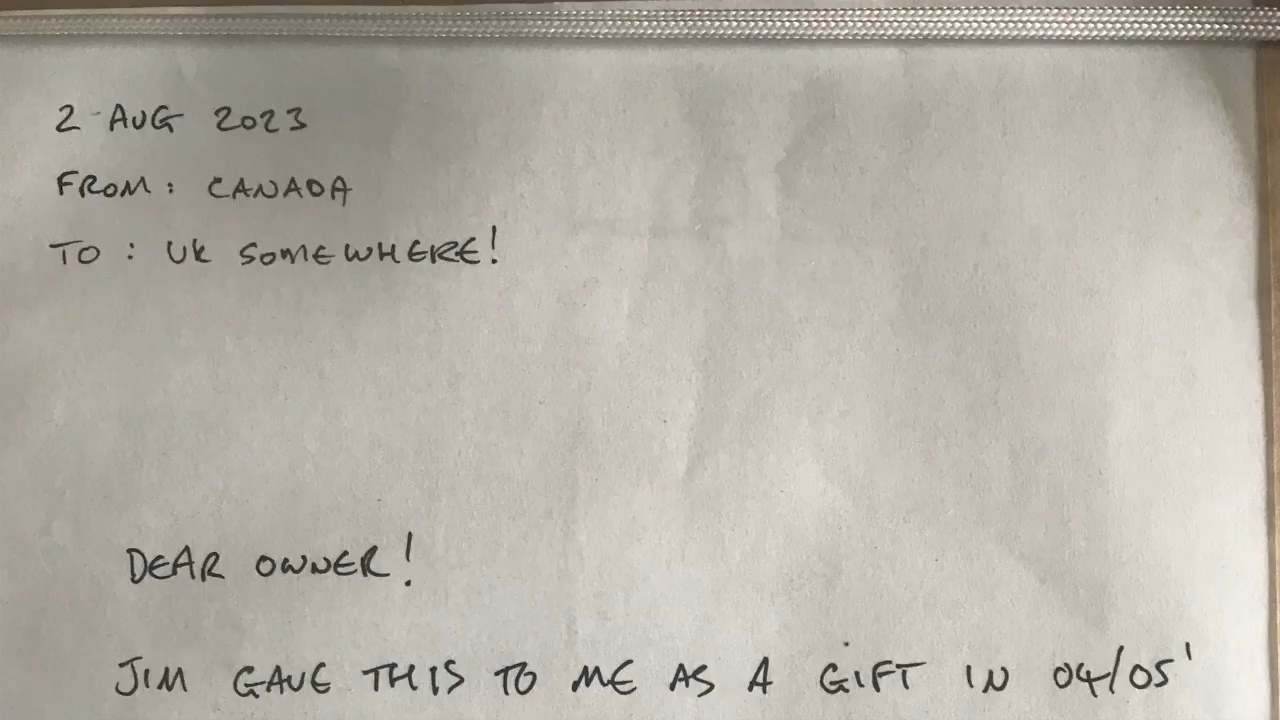 2 AUG 2023
FROM: CANADA
TO: UK SOMEWHERE!
DEAR OWNER!
JIM GAVE THIS TO ME AS A GIFT IN 04/05'